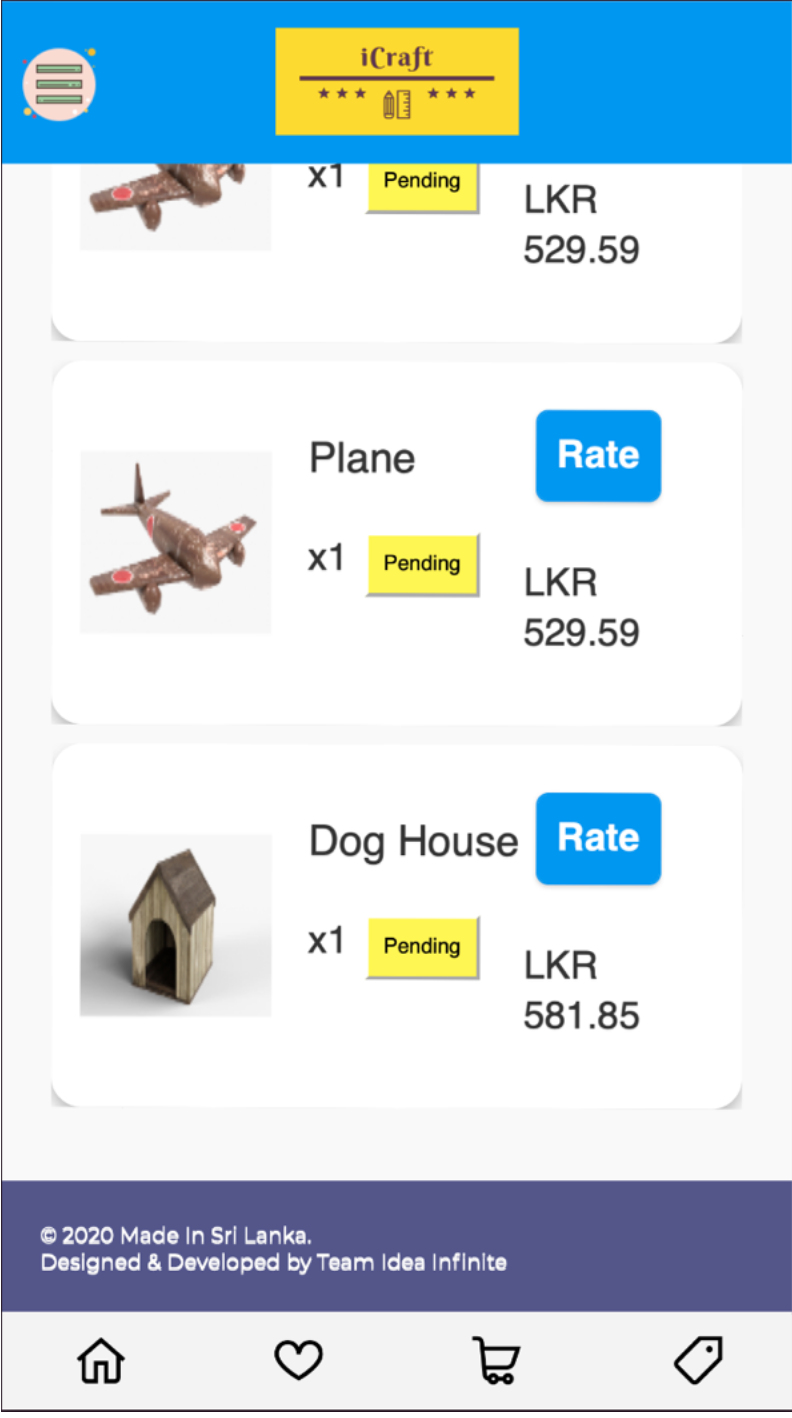 iCraft
x1
Pending
LKR
529.59
Plane
Rate
x1
Pending
LKR
529.59
Dog House
Rate
x1
Pending
LKR
581.85
© 2020 Made In Sri Lanka.
Designed & Developed by Team Idea Infinite